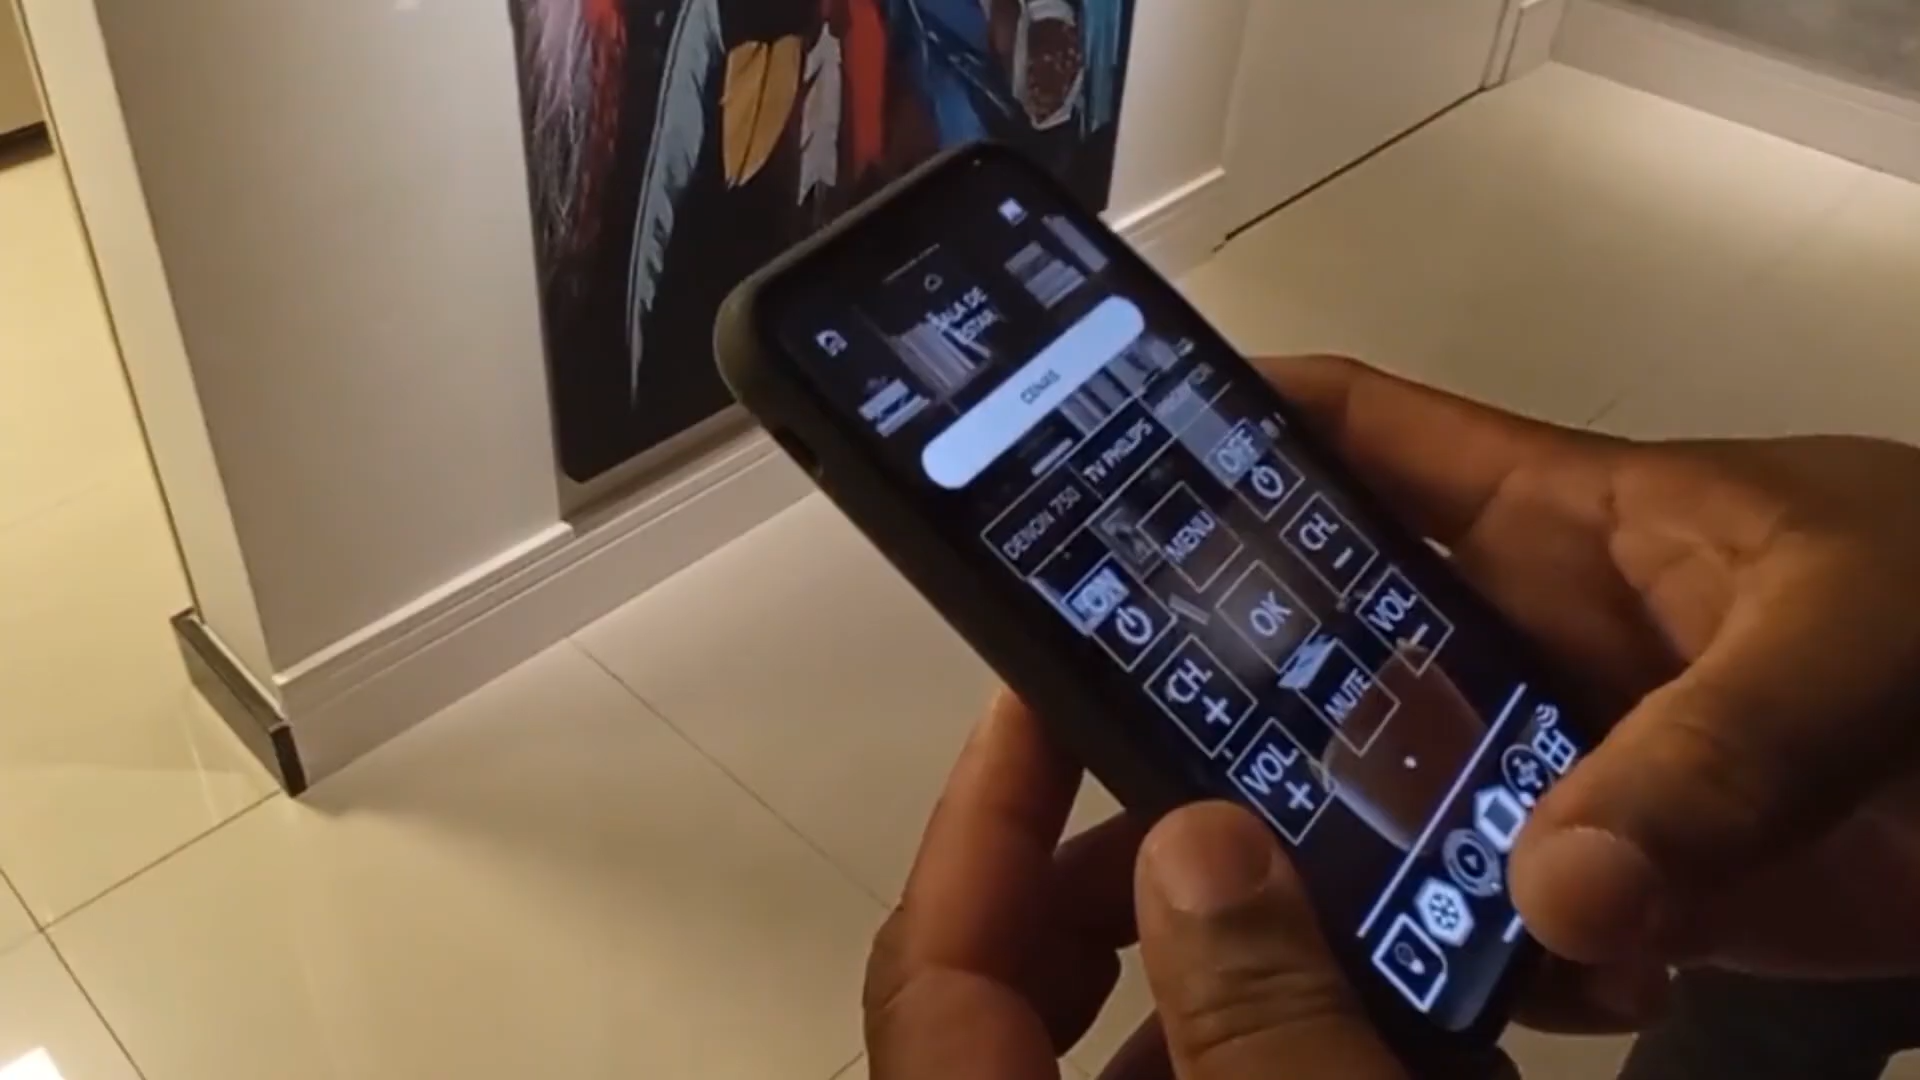 SALA DE
ESTAR
CENAS
DENON 750
TV PHILIPS
ON
MENU
OFF
CH.
+
OK
CH.
-
VOL
+
MUTE
VOL
-